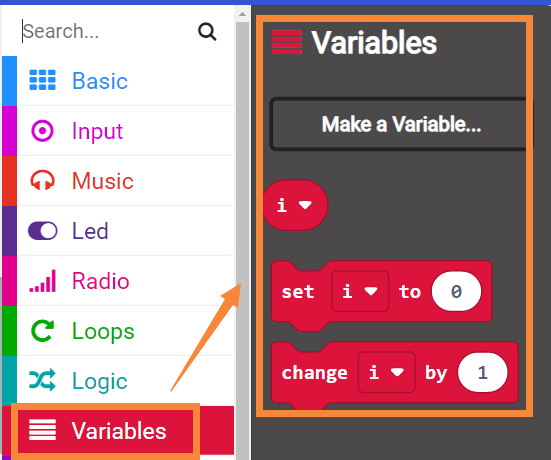 Search...
Basic
Input
Music
Led
Radio
Loops
Logic
Variables
Variables
Make a Variable...
i
set i to 0
change i by 1